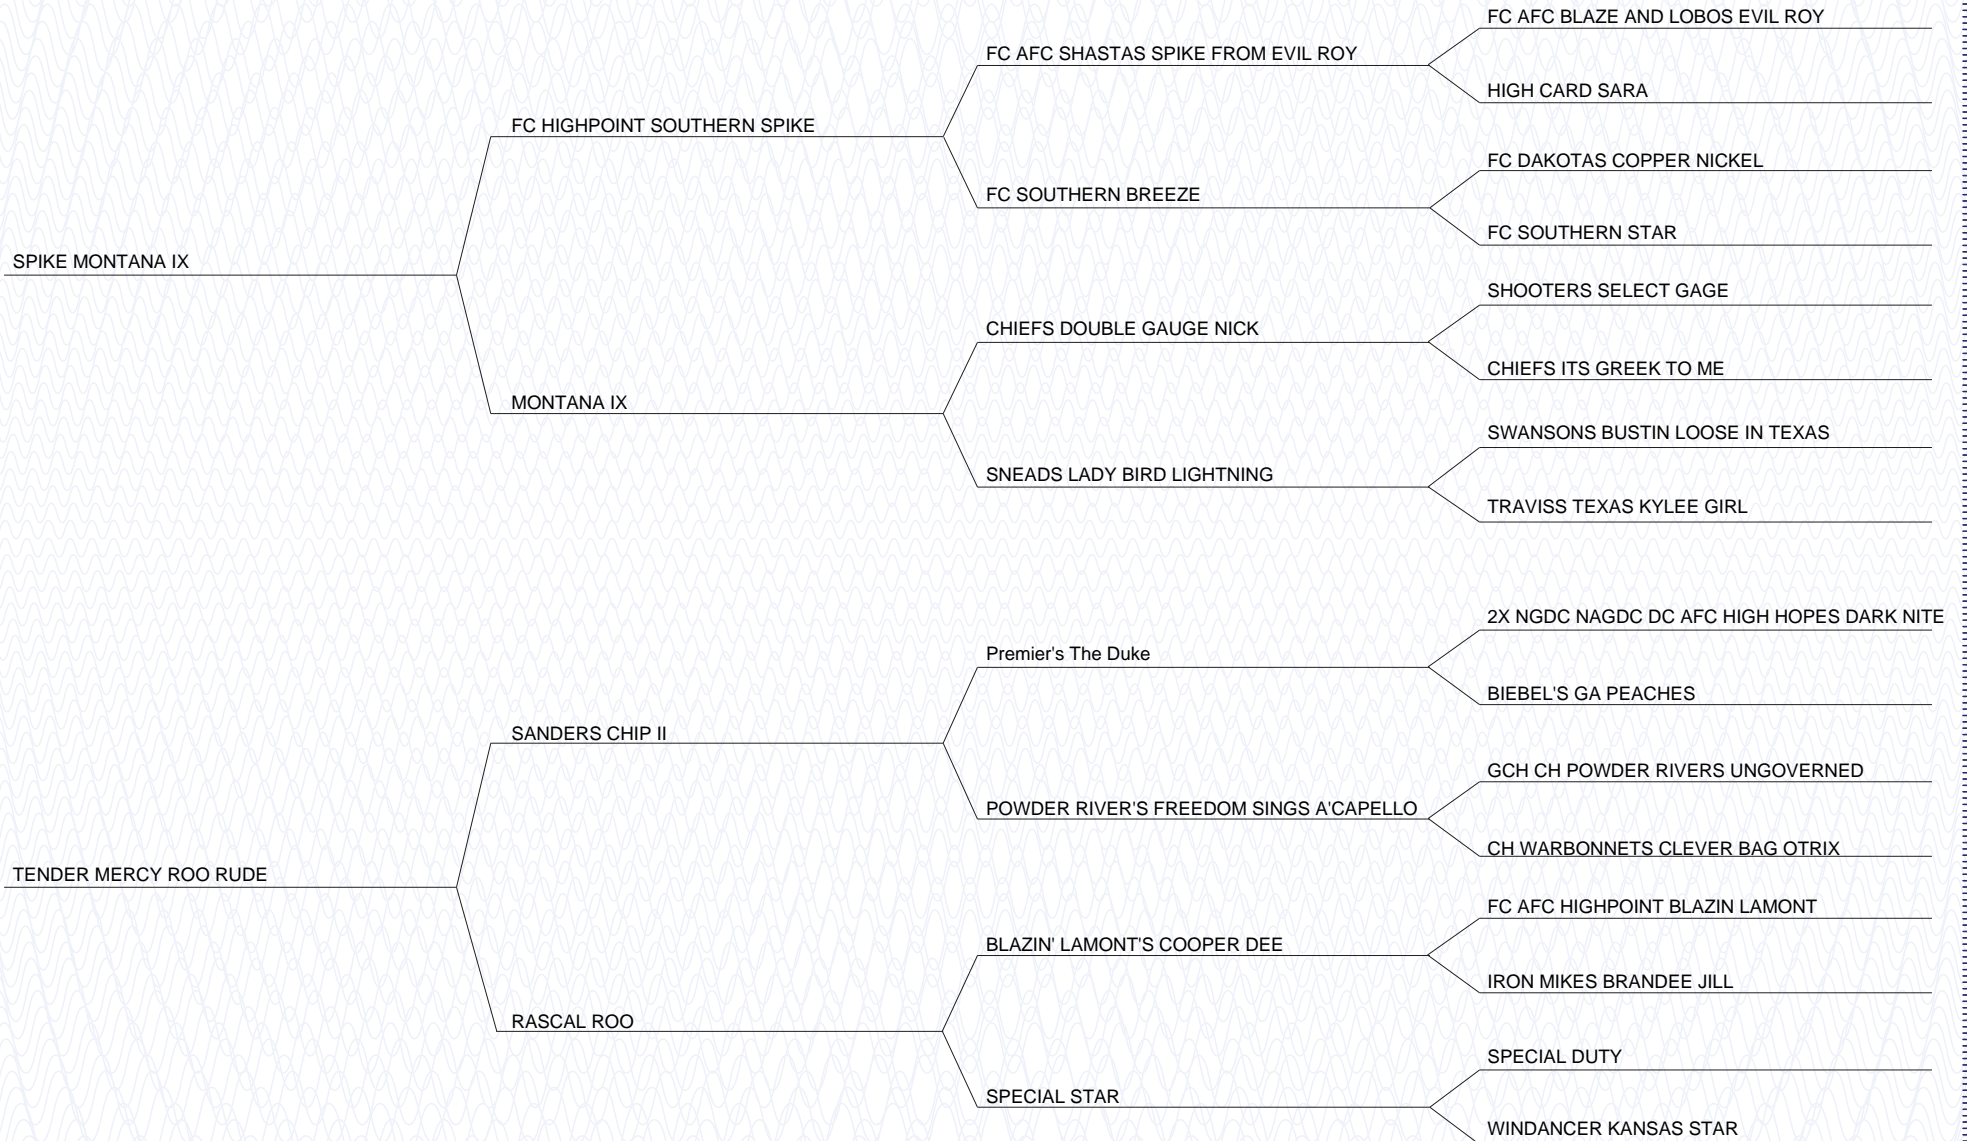 FC AFC BLAZE AND LOBOS EVIL ROY
FC AFC SHASTAS SPIKE FROM EVIL ROY
HIGH CARD SARA
FC HIGHPOINT SOUTHERN SPIKE
FC DAKOTAS COPPER NICKEL
FC SOUTHERN BREEZE
FC SOUTHERN STAR
SPIKE MONTANA IX
SHOOTERS SELECT GAGE
CHIEFS DOUBLE GAUGE NICK
CHIEFS ITS GREEK TO ME
MONTANA IX
SWANSONS BUSTIN LOOSE IN TEXAS
SNEADS LADY BIRD LIGHTNING
TRAVISS TEXAS KYLEE GIRL
2X NGDC NAGDC DC AFC HIGH HOPES DARK NITE
Premier's The Duke
BIEBEL'S GA PEACHES
SANDERS CHIP II
GCH CH POWDER RIVERS UNGOVERNED
POWDER RIVER'S FREEDOM SINGS A'CAPELLO
CH WARBONNETS CLEVER BAG OTRIX
TENDER MERCY ROO RUDE
FC AFC HIGHPOINT BLAZIN LAMONT
BLAZIN' LAMONT'S COOPER DEE
IRON MIKES BRANDEE JILL
RASCAL ROO
SPECIAL DUTY
SPECIAL STAR
WINDANCER KANSAS STAR